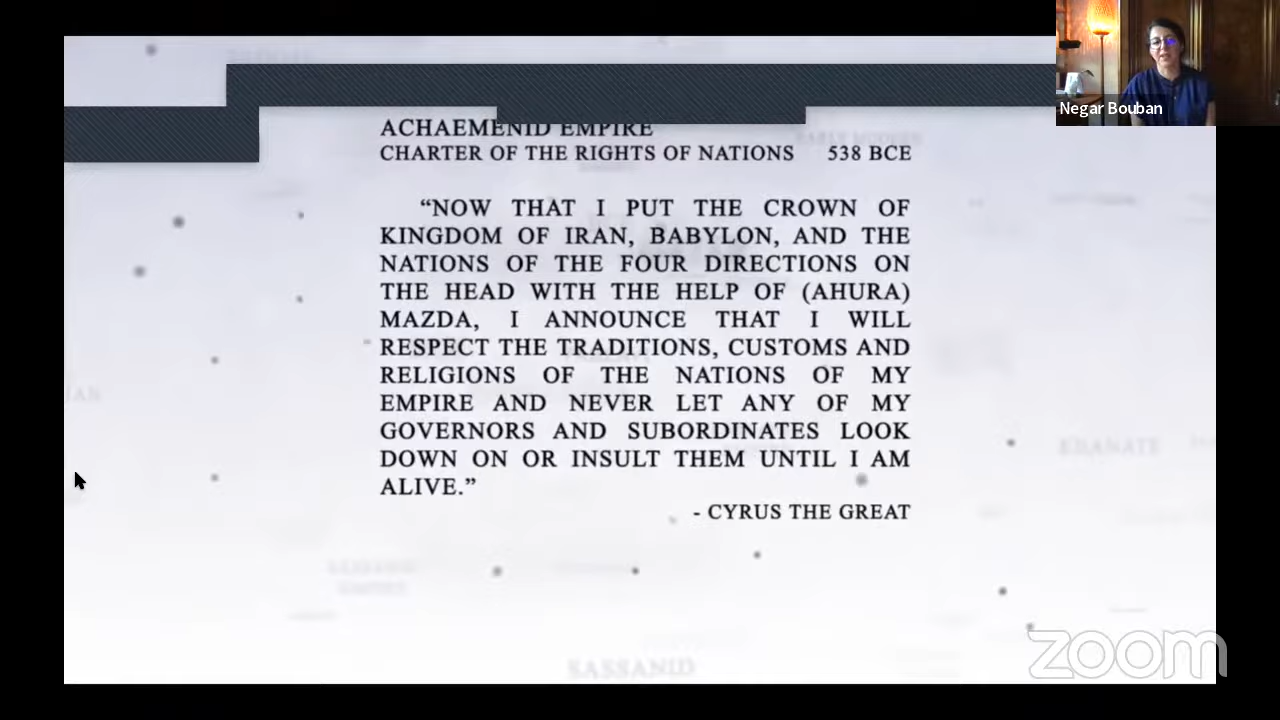 Negar Bouban
ACHAEMENID EMPIRE
CHARTER OF THE RIGHTS OF NATIONS 538 BCE
“NOW THAT I PUT THE CROWN OF
KINGDOM OF IRAN, BABYLON, AND THE
NATIONS OF THE FOUR DIRECTIONS ON
THE HEAD WITH THE HELP OF (AHURA)
MAZDA, I ANNOUNCE THAT I WILL
RESPECT THE TRADITIONS, CUSTOMS AND
RELIGIONS OF THE NATIONS OF MY
EMPIRE AND NEVER LET ANY OF MY
GOVERNORS AND SUBORDINATES LOOK
DOWN ON OR INSULT THEM UNTIL I AM
ALIVE.”
- CYRUS THE GREAT
KHANATE
SASSANID
zoom